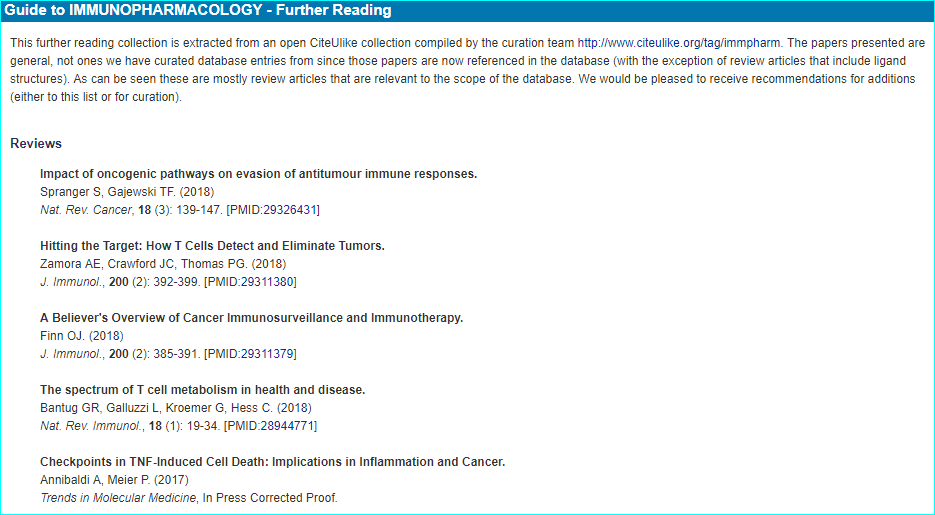 Guide to IMMUNOPHARMACOLOGY - Further Reading
This further reading collection is extracted from an open CiteUlike collection compiled by the curation team http://www.citeulike.org/tag/immpharm. The papers presented are
general, not ones we have curated database entries from since those papers are now referenced in the database (with the exception of review articles that include ligand
structures). As can be seen these are mostly review articles that are relevant to the scope of the database. We would be pleased to receive recommendations for additions
(either to this list or for curation).
Reviews
Impact of oncogenic pathways on evasion of antitumour immune responses.
Spranger S, Gajewski TF. (2018)
Nat. Rev. Cancer, 18 (3): 139-147. [PMID:29326431]
Hitting the Target: How T Cells Detect and Eliminate Tumors.
Zamora AE, Crawford JC, Thomas PG. (2018)
J. Immunol., 200 (2): 392-399. [PMID:29311380]
A Believer's Overview of Cancer Immunosurveillance and Immunotherapy.
Finn OJ. (2018)
J. Immunol., 200 (2): 385-391. [PMID:29311379]
The spectrum of T cell metabolism in health and disease.
Bantug GR, Galluzzi L, Kroemer G, Hess C. (2018)
Nat. Rev. Immunol., 18 (1): 19-34. [PMID:28944771]
Checkpoints in TNF-Induced Cell Death: Implications in Inflammation and Cancer.
Annibaldi A, Meier P. (2017)
Trends in Molecular Medicine, In Press Corrected Proof.